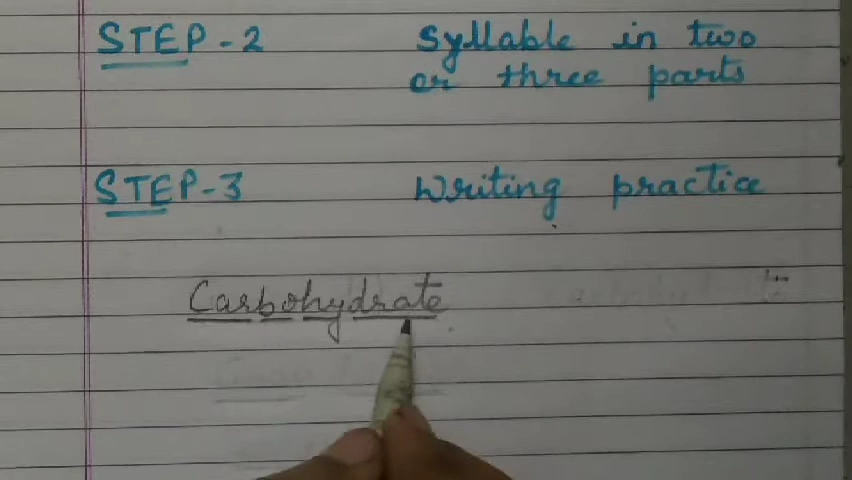 STEP-2 Syllable in two
or three parts
STEP-3 Writing practice
Carbohydrate